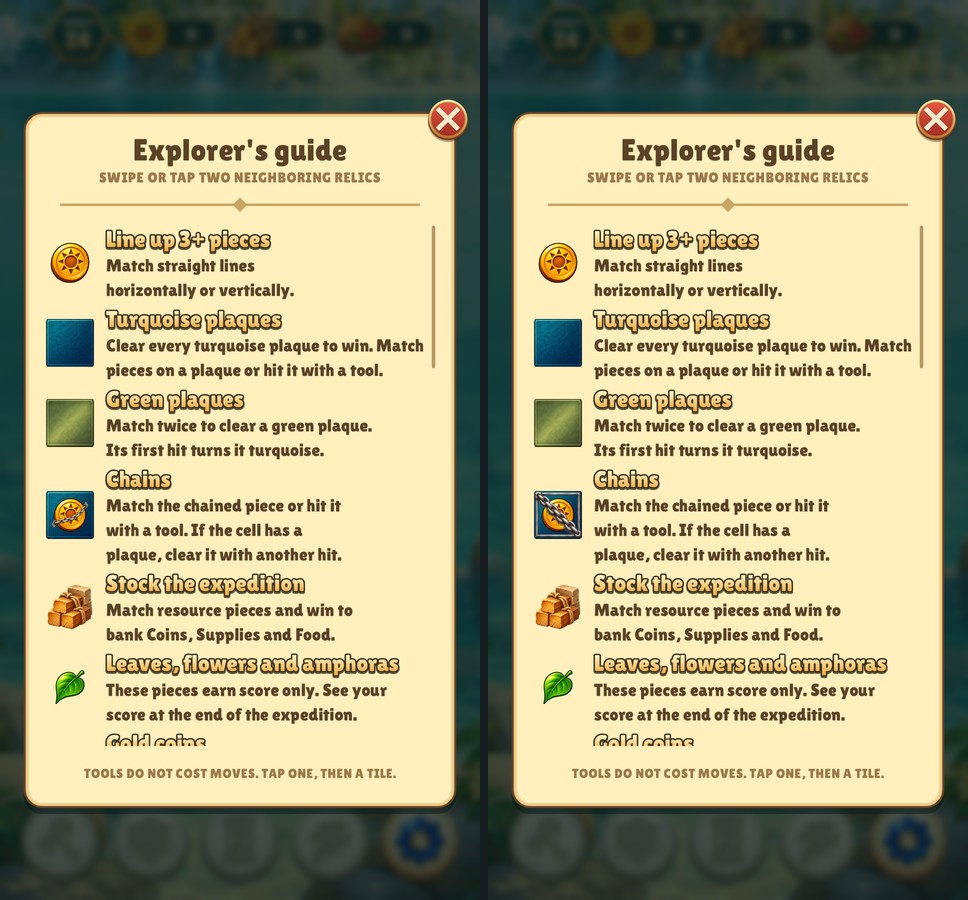 Explorer's guide
SWIPE OR TAP TWO NEIGHBORING RELICS
Line up 3+ pieces
Match straight lines
horizontally or vertically.
Turquoise plaques
Clear every turquoise plaque to win. Match
pieces on a plaque or hit it with a tool.
Green plaques
Match twice to clear a green plaque.
Its first hit turns it turquoise.
Chains
Match the chained piece or hit it
with a tool. If the cell has a
plaque, clear it with another hit.
Stock the expedition
Match resource pieces and win to
bank Coins, Supplies and Food.
Leaves, flowers and amphoras
These pieces earn score only. See your
score at the end of the expedition.
Gold coins
TOOLS DO NOT COST MOVES. TAP ONE, THEN A TILE.
Explorer's guide
SWIPE OR TAP TWO NEIGHBORING RELICS
Line up 3+ pieces
Match straight lines
horizontally or vertically.
Turquoise plaques
Clear every turquoise plaque to win. Match
pieces on a plaque or hit it with a tool.
Green plaques
Match twice to clear a green plaque.
Its first hit turns it turquoise.
Chains
Match the chained piece or hit it
with a tool. If the cell has a
plaque, clear it with another hit.
Stock the expedition
Match resource pieces and win to
bank Coins, Supplies and Food.
Leaves, flowers and amphoras
These pieces earn score only. See your
score at the end of the expedition.
Gold coins
TOOLS DO NOT COST MOVES. TAP ONE, THEN A TILE.